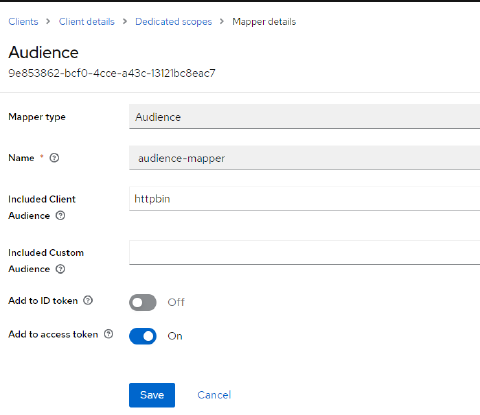 Clients > Client details > Dedicated scopes > Mapper details
Audience
9e853862-bcf0-4cce-a43c-13121bc8eac7
Mapper type Audience
Name * audience-mapper
Included Client Audience httpbin
Included Custom Audience
Add to ID token Off
Add to access token On
Save Cancel